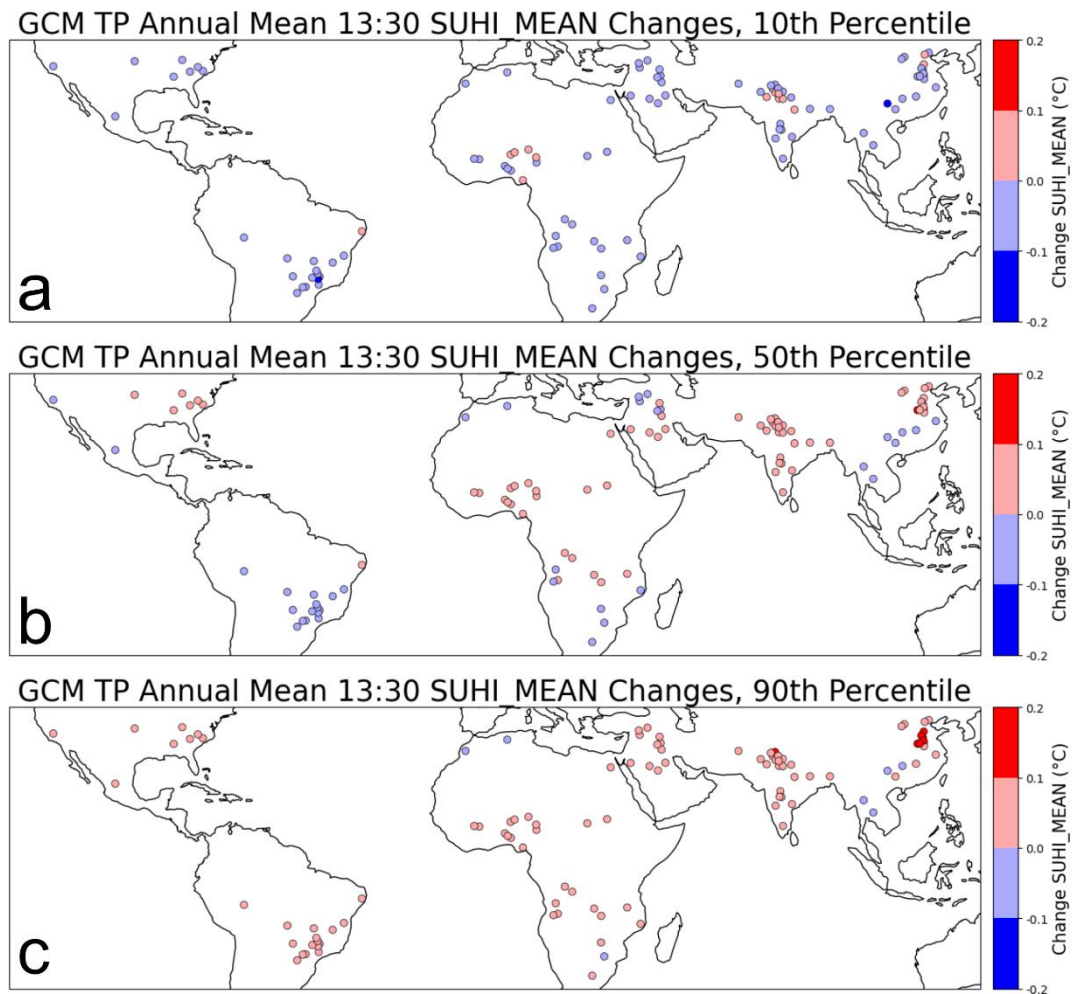 GCM TP Annual Mean 13:30 SUHI_MEAN Changes, 10th Percentile
0.2
0.1
0.0
-0.1
-0.2
Change SUHI_MEAN (°C)
a
GCM TP Annual Mean 13:30 SUHI_MEAN Changes, 50th Percentile
0.2
0.1
0.0
-0.1
-0.2
Change SUHI_MEAN (°C)
b
GCM TP Annual Mean 13:30 SUHI_MEAN Changes, 90th Percentile
0.2
0.1
0.0
-0.1
-0.2
Change SUHI_MEAN (°C)
c